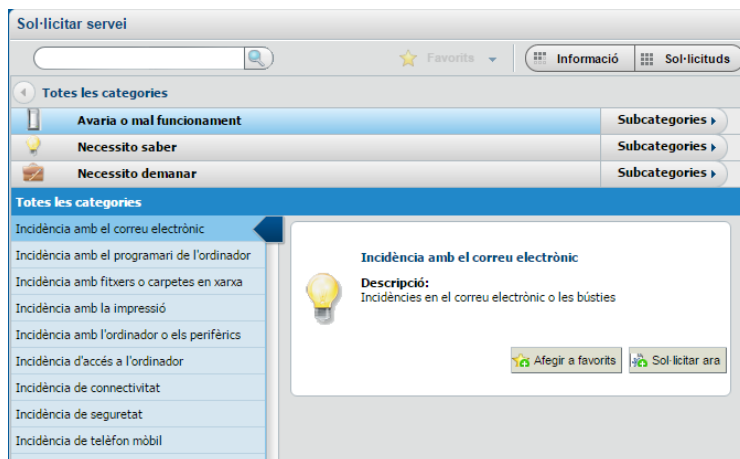 Sol·licitar servei
Favorits
Informació
Sol·licituds
Totes les categories
Avaria o mal funcionament
Subcategories
Necessito saber
Subcategories
Necessito demanar
Subcategories
Totes les categories
Incidència amb el correu electrònic
Incidència amb el programari de l'ordinador
Incidència amb fitxers o carpetes en xarxa
Incidència amb la impressió
Incidència amb l'ordinador o els perifèrics
Incidència d'accés a l'ordinador
Incidència de connectivitat
Incidència de seguretat
Incidència de telèfon mòbil
Incidència amb el correu electrònic
Descripció:
Incidències en el correu electrònic o les bústies
Afegir a favorits
Sol·licitar ara